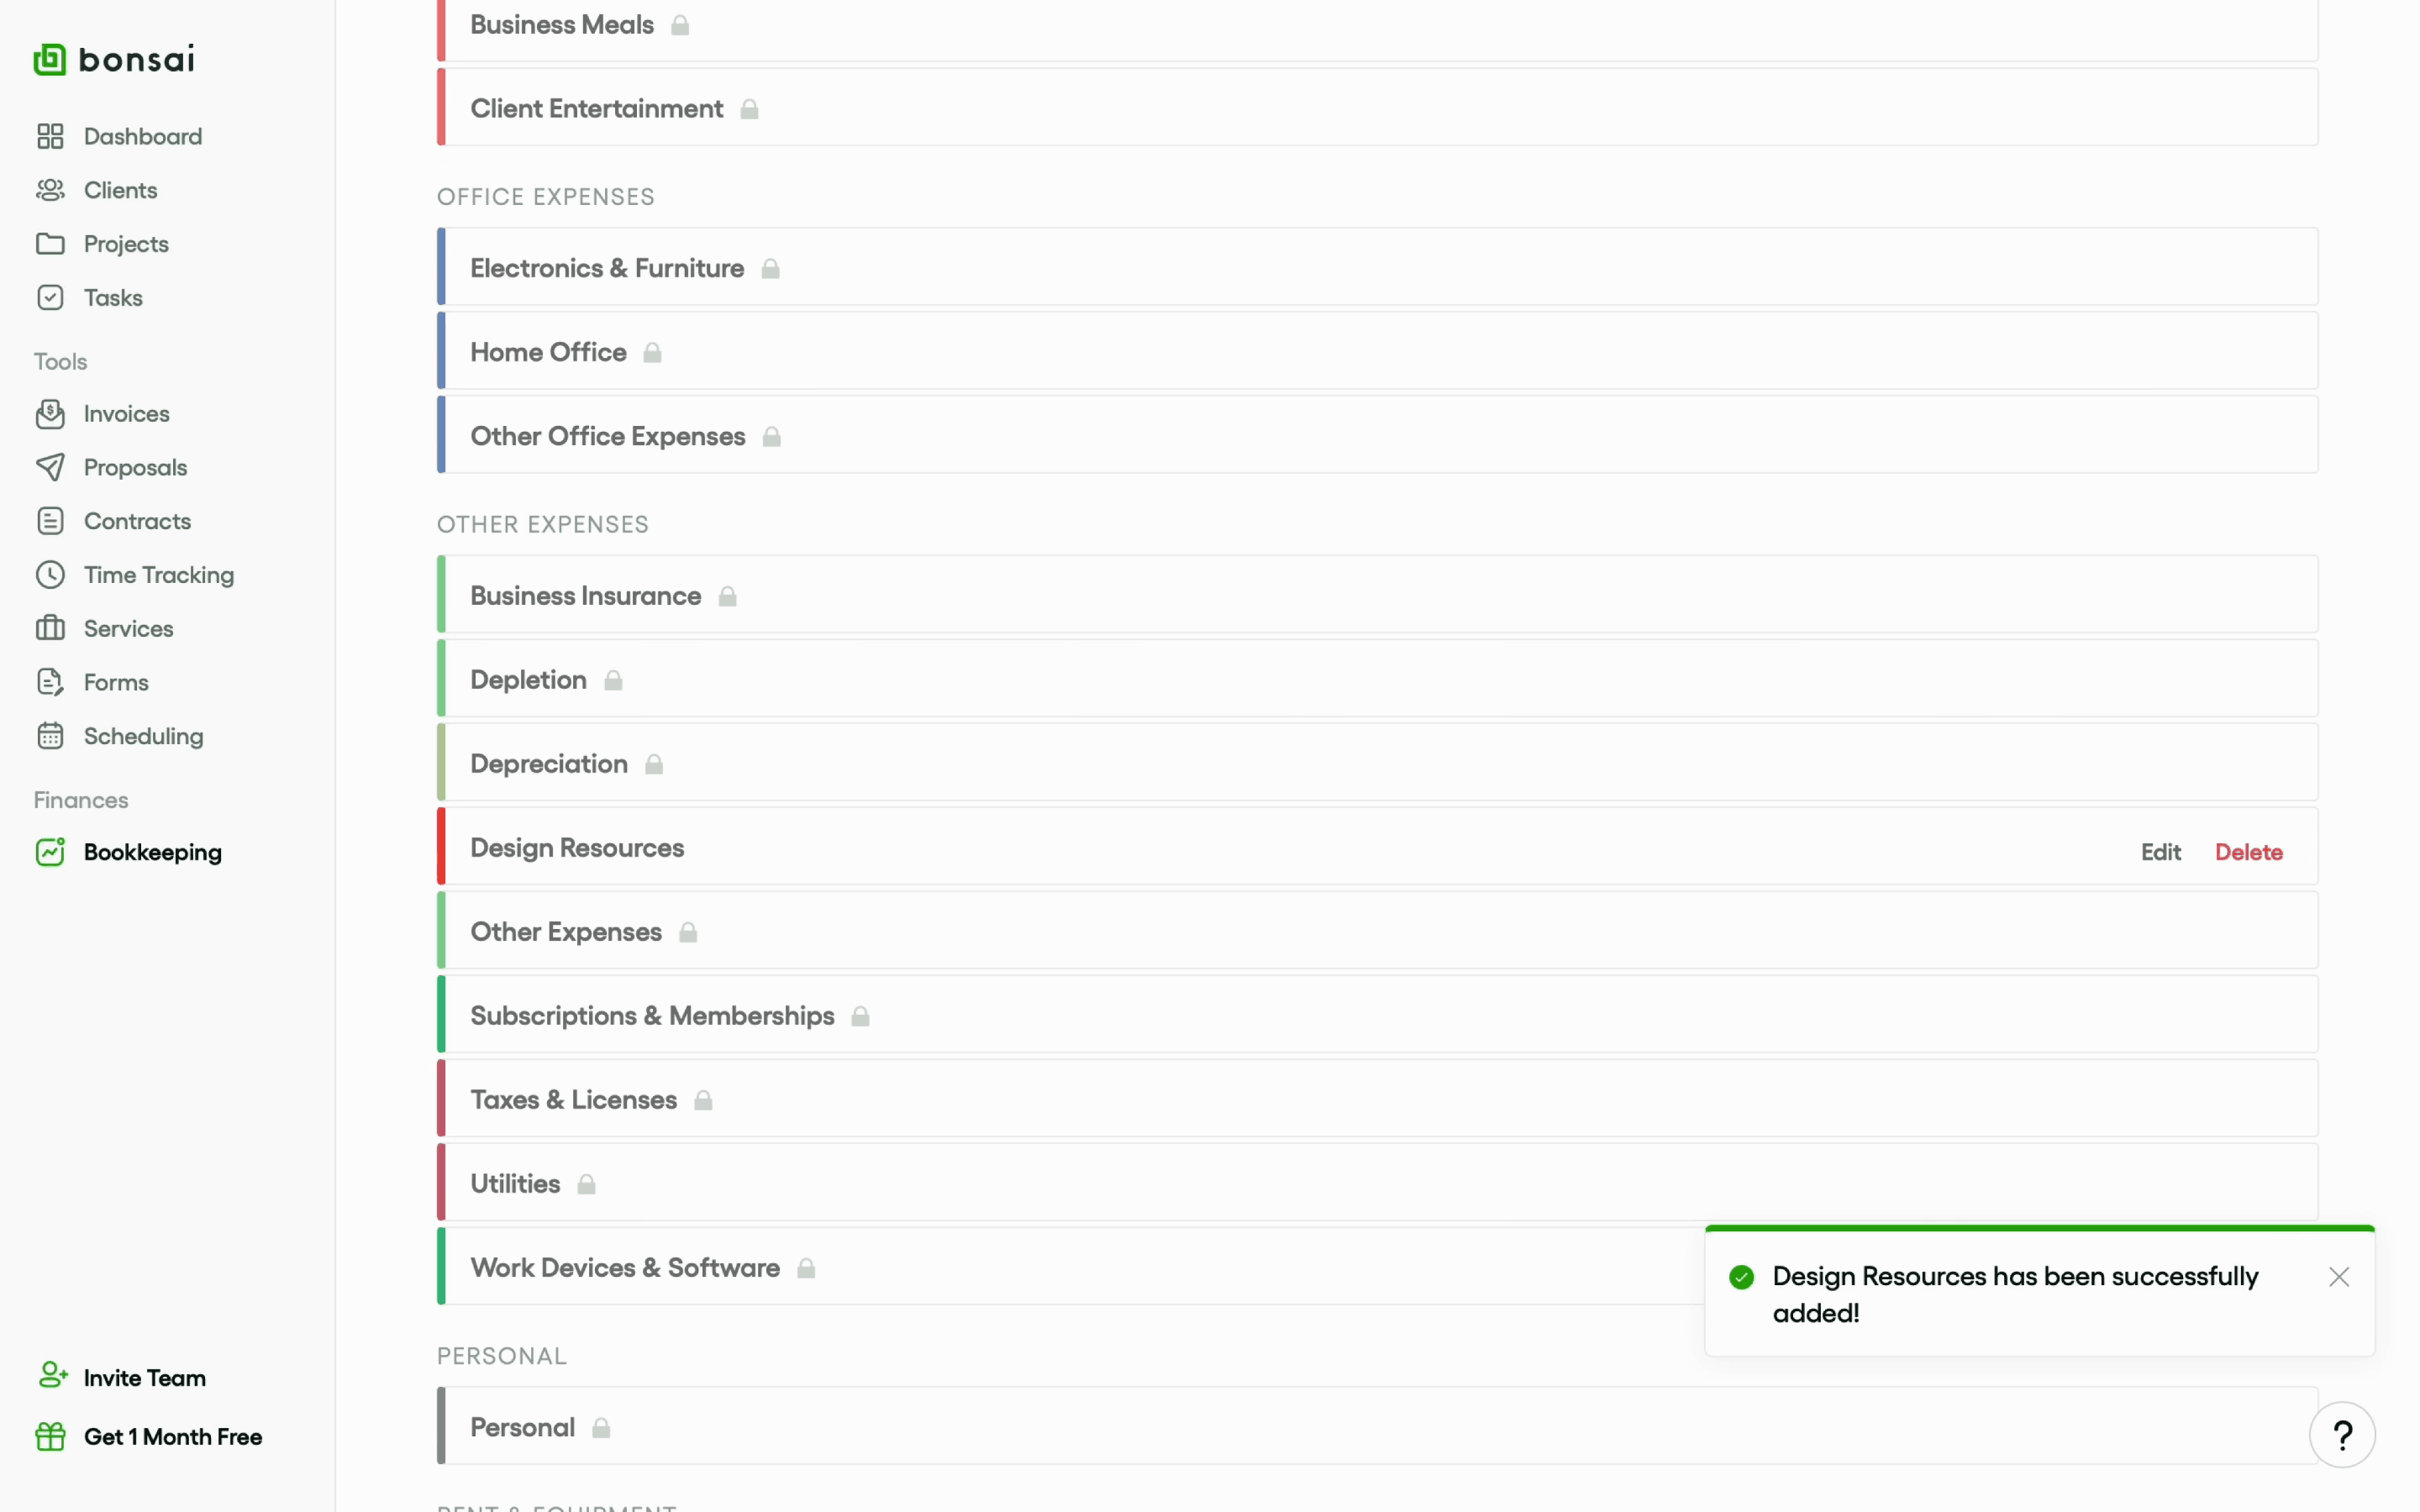 bonsai
Dashboard
Clients
Projects
Tasks
Tools
Invoices
Proposals
Contracts
Time Tracking
Services
Forms
Scheduling
Finances
Bookkeeping
Invite Team
Get 1 Month Free
Business Meals
Client Entertainment
OFFICE EXPENSES
Electronics & Furniture
Home Office
Other Office Expenses
OTHER EXPENSES
Business Insurance
Depletion
Depreciation
Design Resources
Edit Delete
Other Expenses
Subscriptions & Memberships
Taxes & Licenses
Utilities
Work Devices & Software
PERSONAL
Personal
RENT & EQUIPMENT
Design Resources has been successfully
added!
?